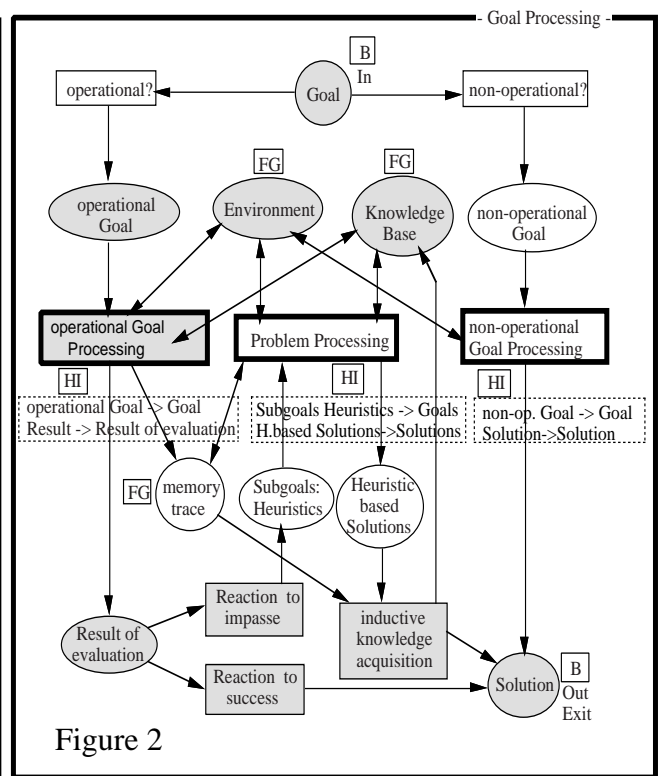 - Goal Processing -
B
In
operational?
Goal
non-operational?
FG
FG
operational
Goal
Environment
Knowledge
Base
non-operational
Goal
operational Goal
Processing
Problem Processing
non-operational
Goal Processing
HI
HI
HI
operational Goal -> Goal
Result -> Result of evaluation
Subgoals Heuristics -> Goals
H.based Solutions->Solutions
non-op. Goal -> Goal
Solution->Solution
FG
memory
trace
Subgoals:
Heuristics
Heuristic
based
Solutions
Reaction to
impasse
Result of
evaluation
inductive
knowledge
acquisition
Reaction to
success
Solution
B
Out
Exit
Figure 2